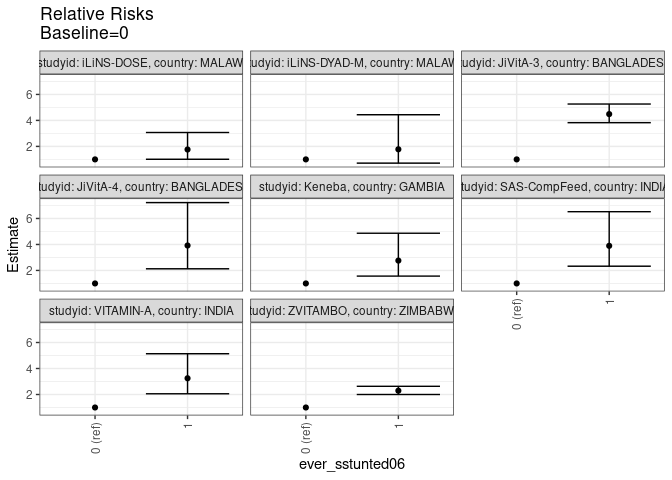 Relative Risks
Baseline=0
studyid: iLiNS-DOSE, country: MALAW
udyid: iLiNS-DYAD-M, country: MALAW
udyid: JiVitA-3, country: BANGLADES
6
4
2
tudyid: JiVitA-4, country: BANGLADES
studyid: Keneba, country: GAMBIA
tudyid: SAS-CompFeed, country: INDIA
6
4
2
studyid: VITAMIN-A, country: INDIA
tudyid: ZVITAMBO, country: ZIMBABW
6
4
2
Estimate
0 (ref)
1
0 (ref)
1
0 (ref)
1
ever_sstunted06